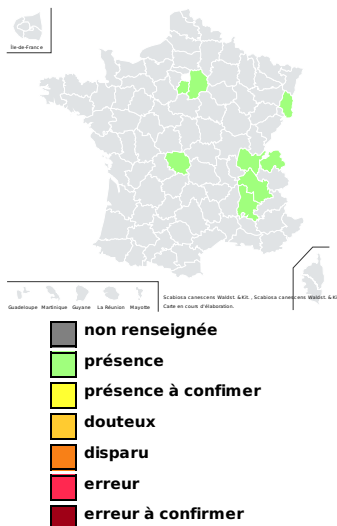 Île-de-France
Guadeloupe Martinique Guyane La Réunion Mayotte
Scabiosa canescens Waldst. & Kit. , Scabiosa canescens Waldst. & Ki
Carte en cours d'élaboration.
non renseignée
présence
présence à confimer
douteux
disparu
erreur
erreur à confirmer